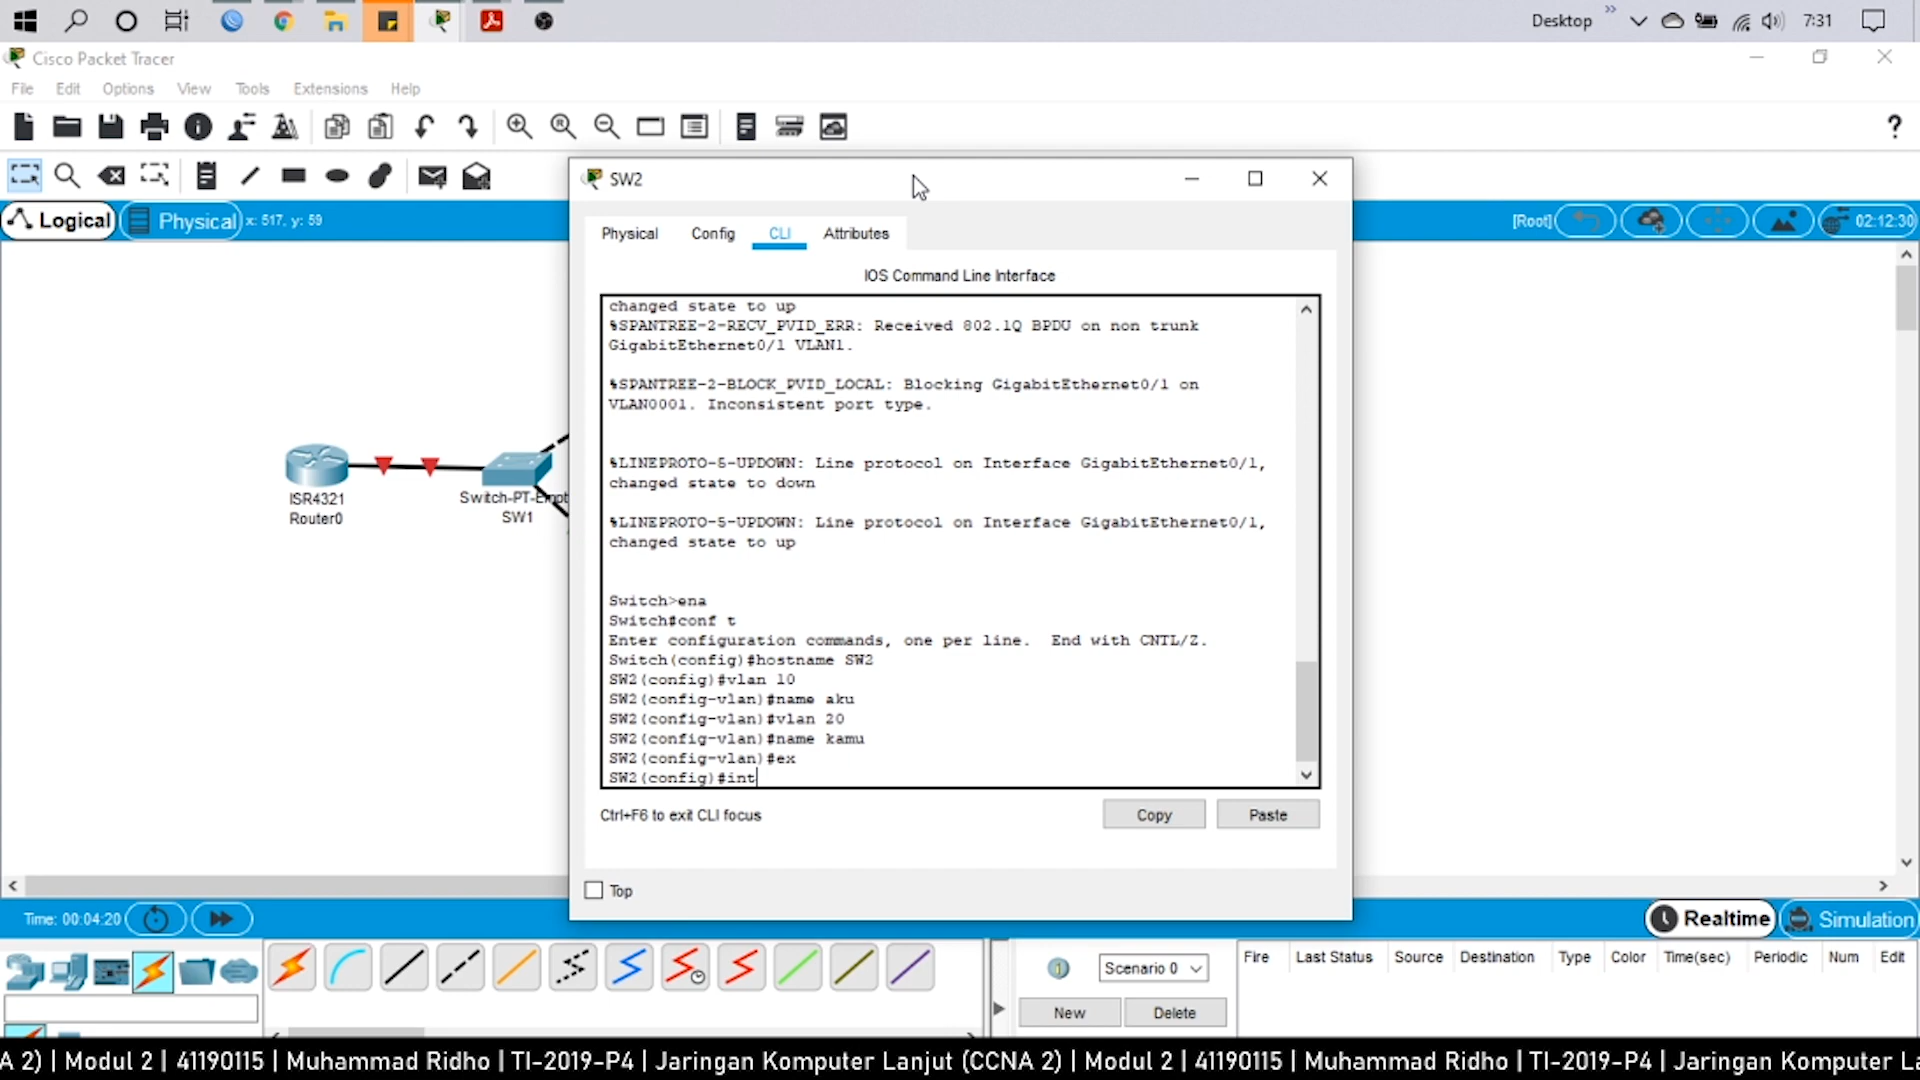 Desktop
7:31
Cisco Packet Tracer
File Edit Options View Tools Extensions Help
SW2
Logical
Physical
x: 517, y: 59
[Root]
02:12:30
Physical Config CLI Attributes
IOS Command Line Interface
changed state to up
%SPANTREE-2-RECV_PVID_ERR: Received 802.1Q BPDU on non trunk
GigabitEthernet0/1 VLAN1.
%SPANTREE-2-BLOCK_PVID_LOCAL: Blocking GigabitEthernet0/1 on
VLAN0001. Inconsistent port type.
%LINEPROTO-5-UPDOWN: Line protocol on Interface GigabitEthernet0/1,
changed state to down
%LINEPROTO-5-UPDOWN: Line protocol on Interface GigabitEthernet0/1,
changed state to up
Switch>ena
Switch#conf t
Enter configuration commands, one per line.  End with CNTL/Z.
Switch(config)#hostname SW2
SW2(config)#vlan 10
SW2(config-vlan)#name aku
SW2(config-vlan)#vlan 20
SW2(config-vlan)#name kamu
SW2(config-vlan)#ex
SW2(config)#int
Ctrl+F6 to exit CLI focus
Copy
Paste
Top
ISR4321
Router0
Switch-PT-Empt
SW1
Time: 00:04:20
Realtime
Simulation
Scenario 0
New
Delete
Fire Last Status Source Destination Type Color Time(sec) Periodic Num Edit
A 2) | Modul 2 | 41190115 | Muhammad Ridho | TI-2019-P4 | Jaringan Komputer Lanjut (CCNA 2) | Modul 2 | 41190115 | Muhammad Ridho | TI-2019-P4 | Jaringan Komputer La